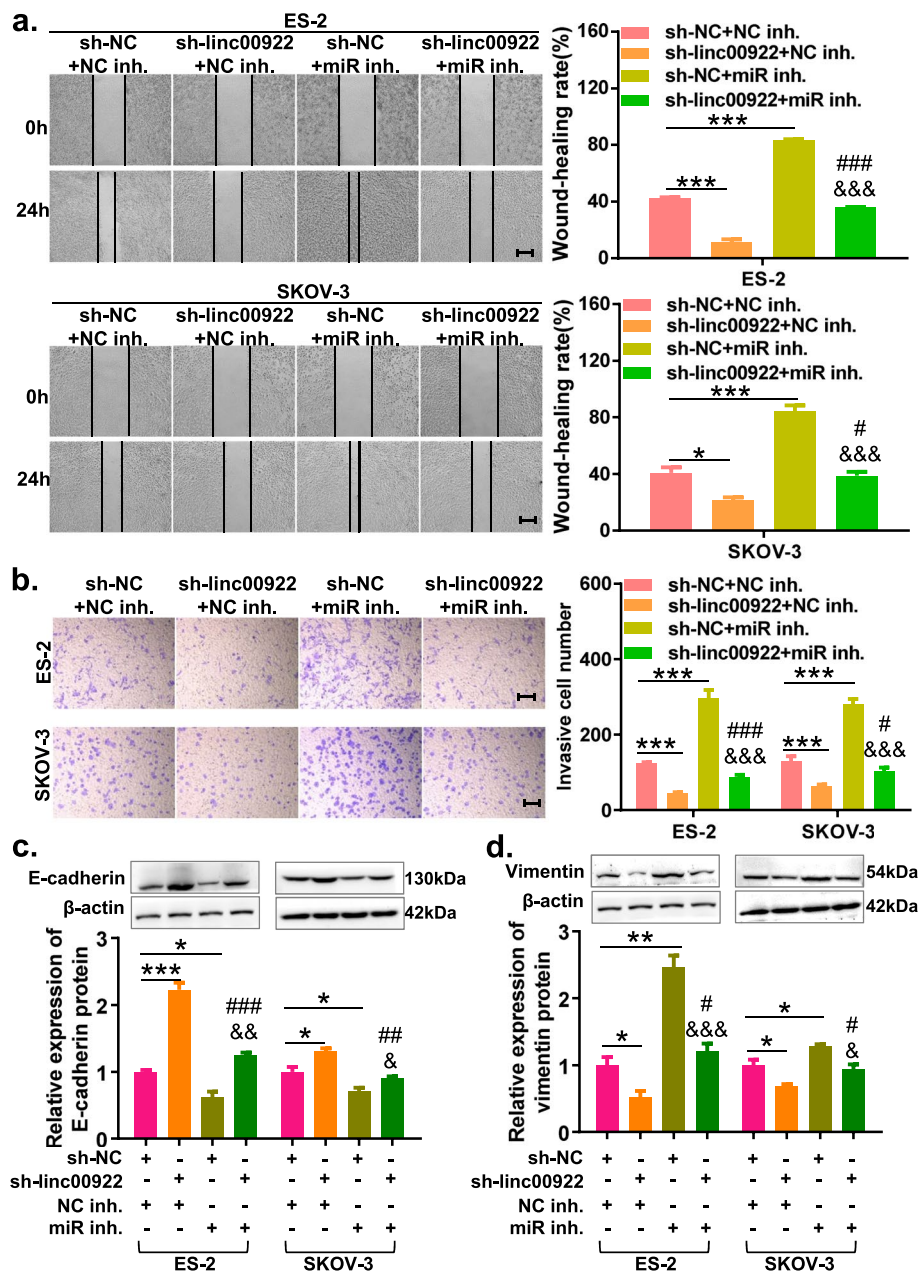 a.
ES-2
sh-NC sh-linc00922 sh-NC sh-linc00922
+NC inh. +NC inh. +miR inh. +miR inh.
0h
24h
Wound-healing rate(%)
160
120
80
40
0
sh-NC+NC inh.
sh-linc00922+NC inh.
sh-NC+miR inh.
sh-linc00922+miR inh.
***
***
###
&&&
ES-2
SKOV-3
sh-NC sh-linc00922 sh-NC sh-linc00922
+NC inh. +NC inh. +miR inh. +miR inh.
0h
24h
Wound-healing rate(%)
160
120
80
40
0
sh-NC+NC inh.
sh-linc00922+NC inh.
sh-NC+miR inh.
sh-linc00922+miR inh.
***
*
#
&&&
SKOV-3
b.
sh-NC sh-linc00922 sh-NC sh-linc00922
+NC inh. +NC inh. +miR inh. +miR inh.
ES-2
SKOV-3
Invasive cell number
600
400
200
0
sh-NC+NC inh.
sh-linc00922+NC inh.
sh-NC+miR inh.
sh-linc00922+miR inh.
*** ***
*** ***
### #
&&& &&&
ES-2 SKOV-3
c.
E-cadherin 130kDa
β-actin 42kDa
Relative expression of
E-cadherin protein
3
2
1
0
*
***
###
&&
*
*
##
&
sh-NC + - + - + - + -
sh-linc00922 - + - + - + - +
NC inh. + + - - + + - -
miR inh. - - + + - - + +
ES-2 SKOV-3
d.
Vimentin 54kDa
β-actin 42kDa
Relative expression of
vimentin protein
3
2
1
0
**
*
#
&&&
*
*
#
&
sh-NC + - + - + - + -
sh-linc00922 - + - + - + - +
NC inh. + + - - + + - -
miR inh. - - + + - - + +
ES-2 SKOV-3